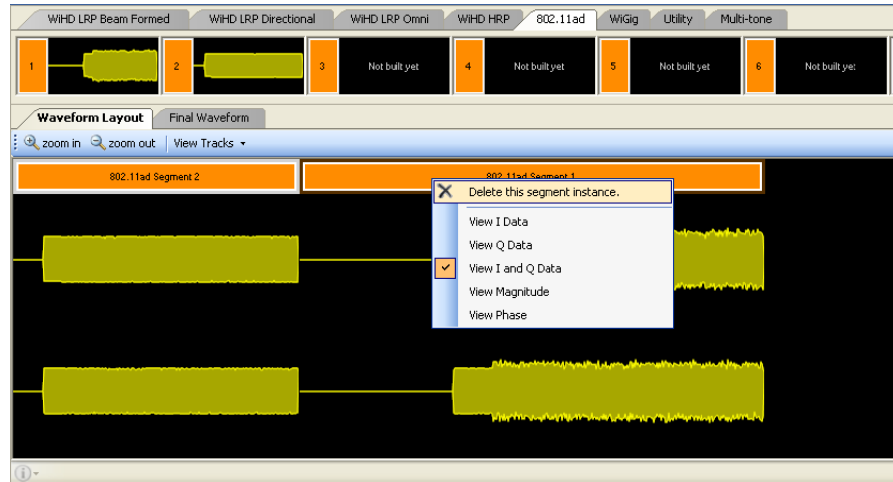 WiHD LRP Beam Formed WiHD LRP Directional WiHD LRP Omni WiHD HRP 802.11ad WiGig Utility Multi-tone
1 2 3 Not built yet 4 Not built yet 5 Not built yet 6 Not built yet
Waveform Layout Final Waveform
zoom in zoom out View Tracks
802.11ad Segment 2 802.11ad Segment 1
Delete this segment instance.
View I Data
View Q Data
View I and Q Data
View Magnitude
View Phase